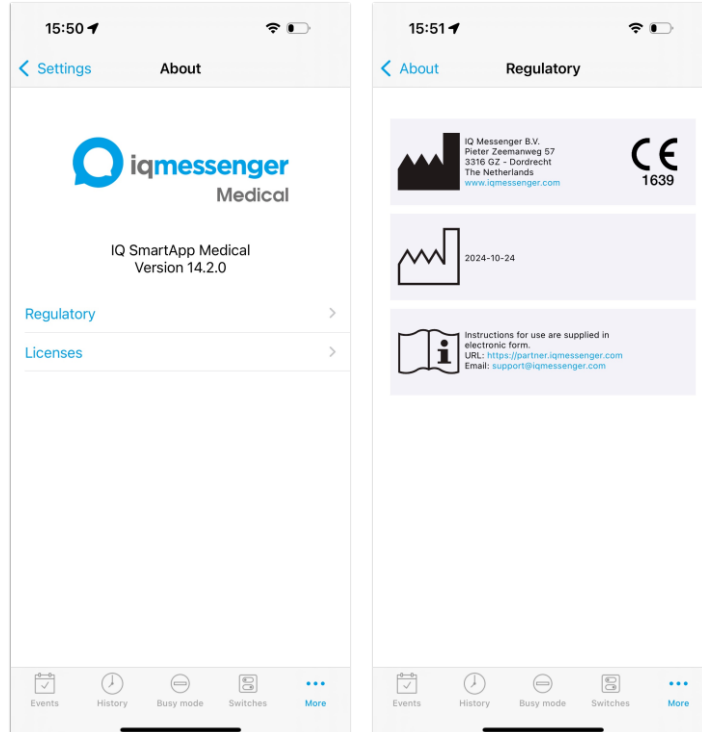 15:50
Settings
About
iqmessenger
Medical
IQ SmartApp Medical
Version 14.2.0
Regulatory
Licenses
Events
History
Busy mode
Switches
More
15:51
About
Regulatory
IQ Messenger B.V.
Pieter Zeemanweg 57
3316 GZ - Dordrecht
The Netherlands
www.iqmessenger.com
CE
1639
2024-10-24
Instructions for use are supplied in
electronic form.
URL: https://partner.iqmessenger.com
Email: support@iqmessenger.com
Events
History
Busy mode
Switches
More